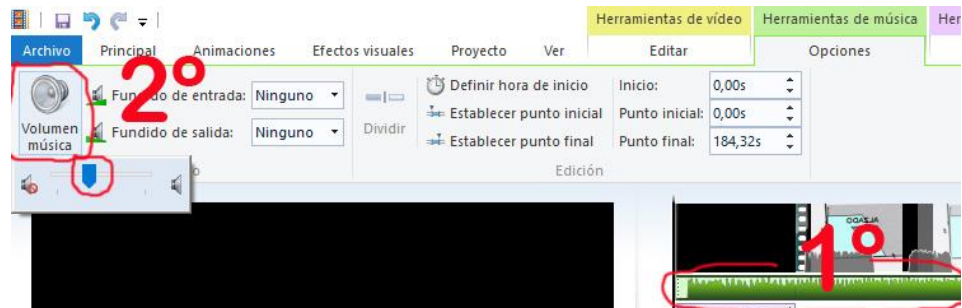 Herramientas de vídeo Herramientas de música Her
Archivo Principal Animaciones Efectos visuales Proyecto Ver Editar Opciones
2º
Volumen música
Fundido de entrada: Ninguno
Fundido de salida: Ninguno
Dividir
Definir hora de inicio
Establecer punto inicial
Establecer punto final
Inicio: 0,00s
Punto inicial: 0,00s
Punto final: 184,32s
Edición
ALZADO
1º